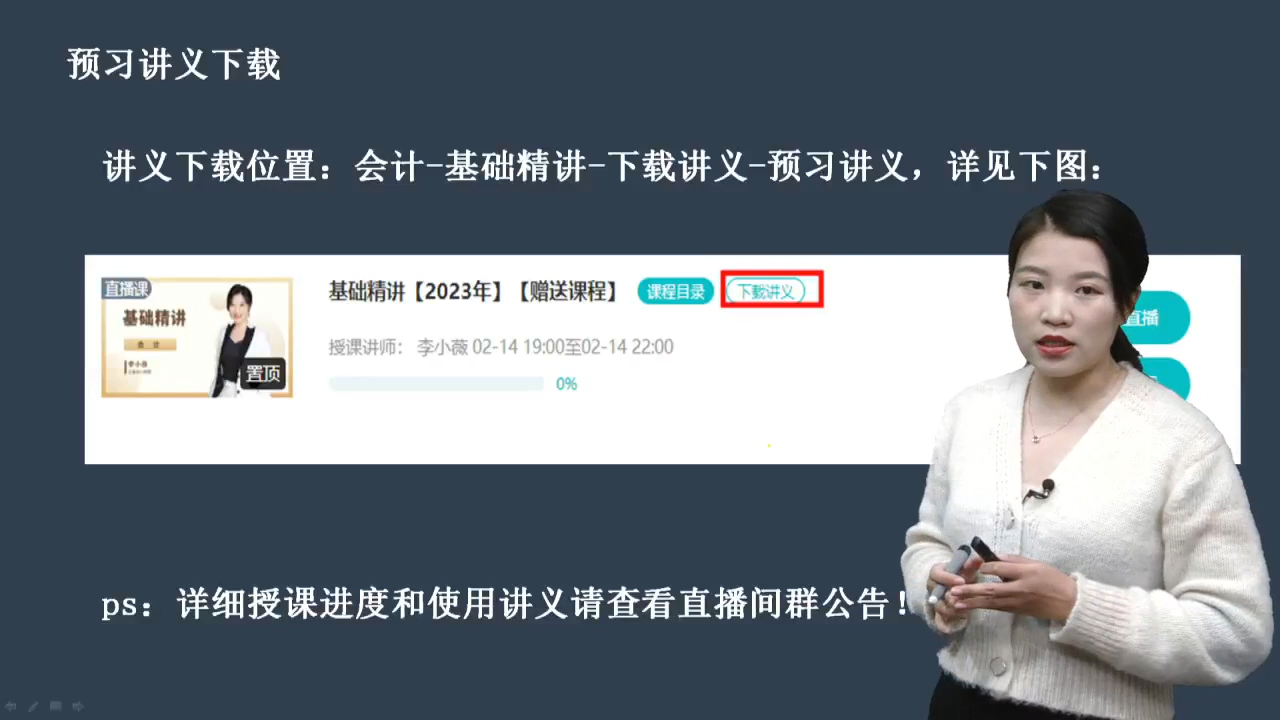 预习讲义下载
讲义下载位置：会计-基础精讲-下载讲义-预习讲义，详见下图：
直播课
基础精讲
会 计
李小薇
置顶
基础精讲【2023年】【赠送课程】 课程目录 下载讲义
授课讲师： 李小薇 02-14 19:00至02-14 22:00
0%
直播
ps：详细授课进度和使用讲义请查看直播间群公告！